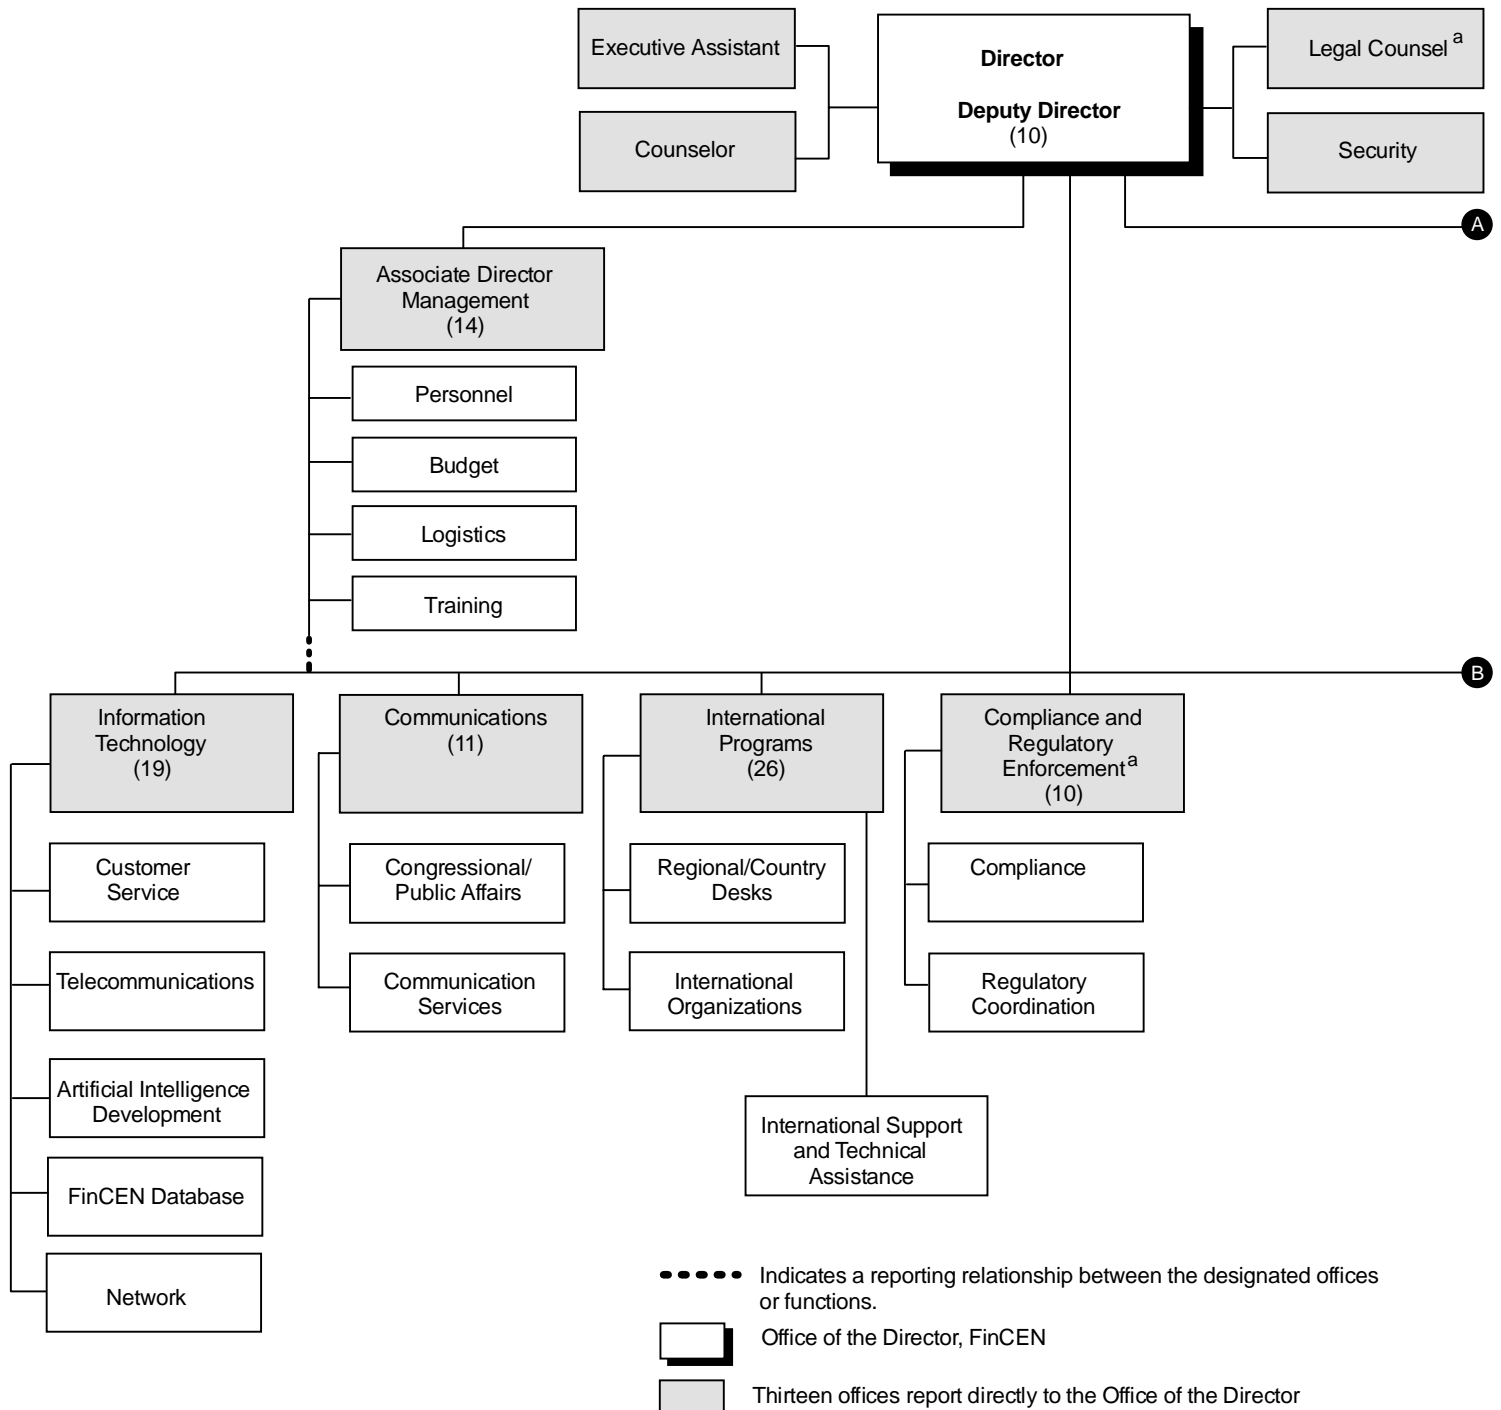 Executive Assistant
Counselor
Director
Deputy Director
(10)
Legal Counsel a
Security
A
Associate Director
Management
(14)
Personnel
Budget
Logistics
Training
B
Information
Technology
(19)
Customer
Service
Telecommunications
Artificial Intelligence
Development
FinCEN Database
Network
Communications
(11)
Congressional/
Public Affairs
Communication
Services
International
Programs
(26)
Regional/Country
Desks
International
Organizations
International Support
and Technical
Assistance
Compliance and
Regulatory
Enforcement a
(10)
Compliance
Regulatory
Coordination
Indicates a reporting relationship between the designated offices
or functions.
Office of the Director, FinCEN
Thirteen offices report directly to the Office of the Director